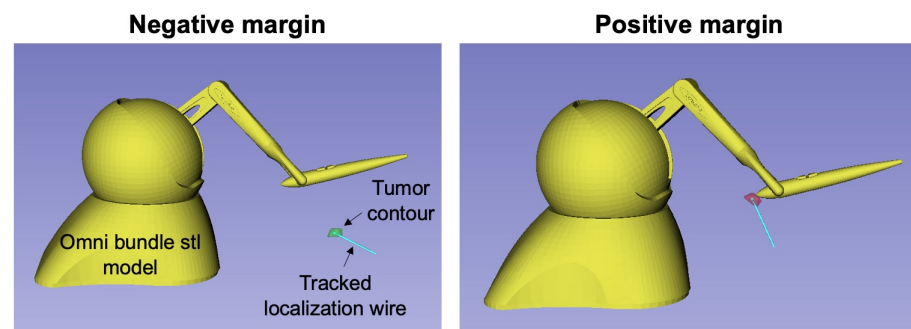 Negative margin
Positive margin
Tumor
contour
Omni bundle stl
model
Tracked
localization wire